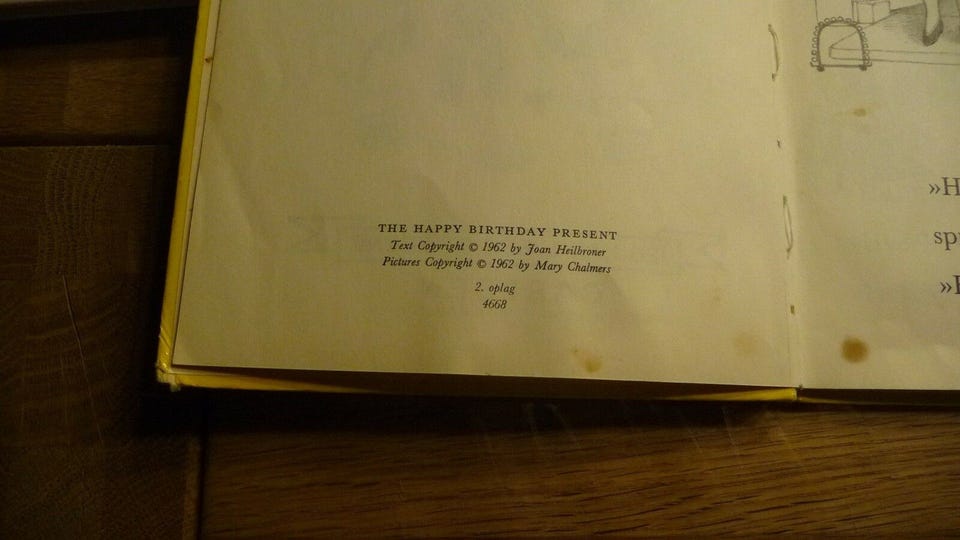 THE HAPPY BIRTHDAY PRESENT
Text Copyright © 1962 by Joan Heilbroner
Pictures Copyright © 1962 by Mary Chalmers
2. oplag
4668
»H
sp
»